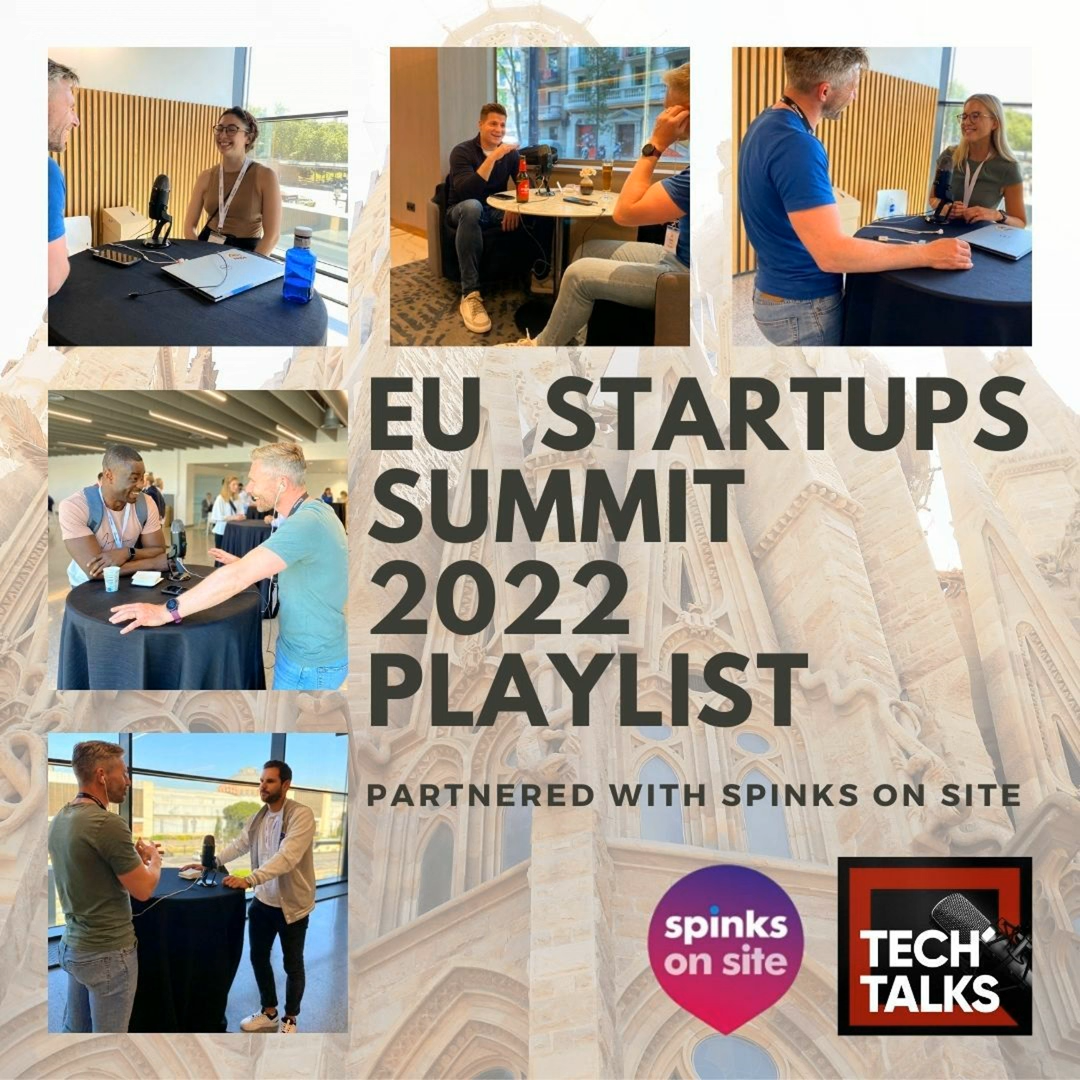 EU STARTUPS
SUMMIT
2022
PLAYLIST
PARTNERED WITH SPINKS ON SITE
spinks
on site
TECH'
TALKS